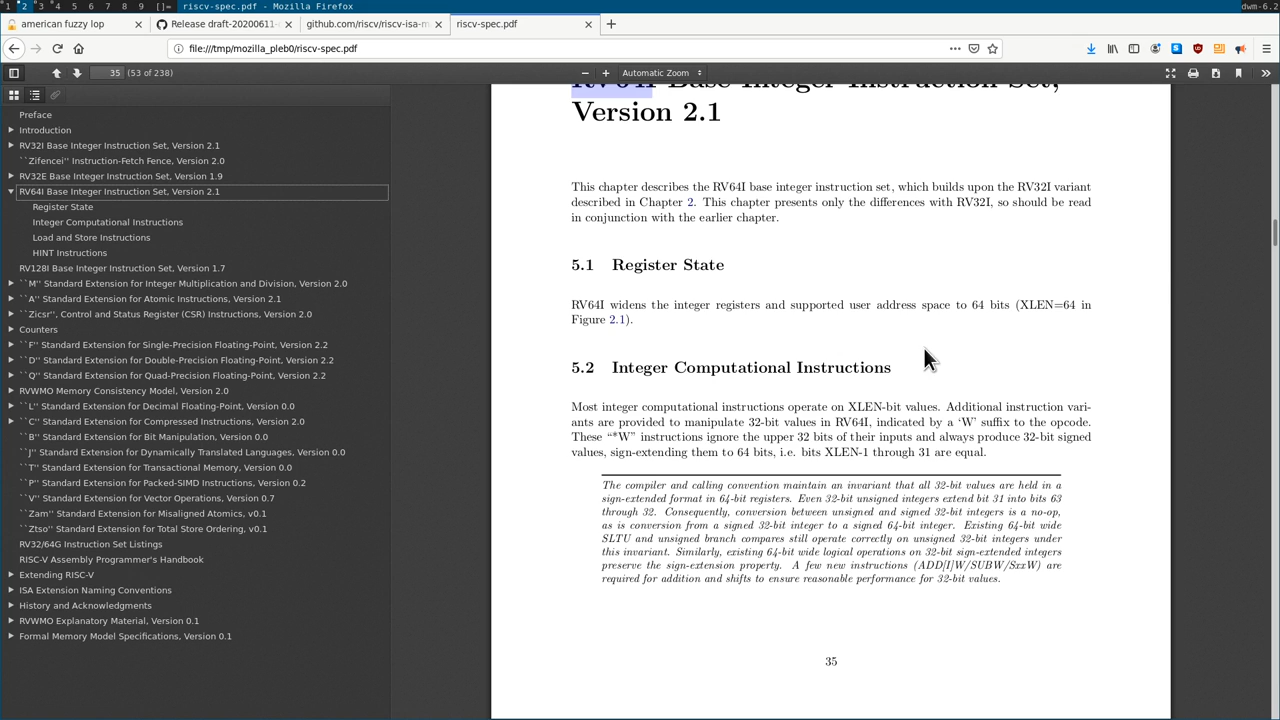 1 2 3 4 5 6 7 8 9 []= riscv-spec.pdf - Mozilla Firefox dwm-6.2
american fuzzy lop
Release draft-20200611-
github.com/riscv/riscv-isa-m
riscv-spec.pdf
file:///tmp/mozilla_pleb0/riscv-spec.pdf
35 (53 of 238)
Automatic Zoom
Preface
Introduction
RV32I Base Integer Instruction Set, Version 2.1
``Zifencei'' Instruction-Fetch Fence, Version 2.0
RV32E Base Integer Instruction Set, Version 1.9
RV64I Base Integer Instruction Set, Version 2.1
Register State
Integer Computational Instructions
Load and Store Instructions
HINT Instructions
RV128I Base Integer Instruction Set, Version 1.7
``M'' Standard Extension for Integer Multiplication and Division, Version 2.0
``A'' Standard Extension for Atomic Instructions, Version 2.1
``Zicsr'', Control and Status Register (CSR) Instructions, Version 2.0
Counters
``F'' Standard Extension for Single-Precision Floating-Point, Version 2.2
``D'' Standard Extension for Double-Precision Floating-Point, Version 2.2
``Q'' Standard Extension for Quad-Precision Floating-Point, Version 2.2
RVWMO Memory Consistency Model, Version 2.0
``L'' Standard Extension for Decimal Floating-Point, Version 0.0
``C'' Standard Extension for Compressed Instructions, Version 2.0
``B'' Standard Extension for Bit Manipulation, Version 0.0
``J'' Standard Extension for Dynamically Translated Languages, Version 0.0
``T'' Standard Extension for Transactional Memory, Version 0.0
``P'' Standard Extension for Packed-SIMD Instructions, Version 0.2
``V'' Standard Extension for Vector Operations, Version 0.7
``Zam'' Standard Extension for Misaligned Atomics, v0.1
``Ztso'' Standard Extension for Total Store Ordering, v0.1
RV32/64G Instruction Set Listings
RISC-V Assembly Programmer's Handbook
Extending RISC-V
ISA Extension Naming Conventions
History and Acknowledgments
RVWMO Explanatory Material, Version 0.1
Formal Memory Model Specifications, Version 0.1
RV64I Base Integer Instruction Set,
Version 2.1
This chapter describes the RV64I base integer instruction set, which builds upon the RV32I variant
described in Chapter 2. This chapter presents only the differences with RV32I, so should be read
in conjunction with the earlier chapter.
5.1 Register State
RV64I widens the integer registers and supported user address space to 64 bits (XLEN=64 in
Figure 2.1).
5.2 Integer Computational Instructions
Most integer computational instructions operate on XLEN-bit values. Additional instruction vari-
ants are provided to manipulate 32-bit values in RV64I, indicated by a ‘W’ suffix to the opcode.
These “*W” instructions ignore the upper 32 bits of their inputs and always produce 32-bit signed
values, sign-extending them to 64 bits, i.e. bits XLEN-1 through 31 are equal.
The compiler and calling convention maintain an invariant that all 32-bit values are held in a
sign-extended format in 64-bit registers. Even 32-bit unsigned integers extend bit 31 into bits 63
through 32. Consequently, conversion between unsigned and signed 32-bit integers is a no-op,
as is conversion from a signed 32-bit integer to a signed 64-bit integer. Existing 64-bit wide
SLTU and unsigned branch compares still operate correctly on unsigned 32-bit integers under
this invariant. Similarly, existing 64-bit wide logical operations on 32-bit sign-extended integers
preserve the sign-extension property. A few new instructions (ADD[I]W/SUBW/SxxW) are
required for addition and shifts to ensure reasonable performance for 32-bit values.
35